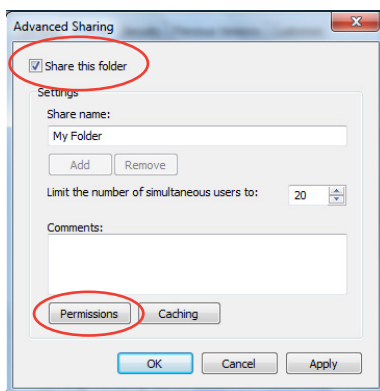 Advanced Sharing
Share this folder
Settings
Share name:
My Folder
Add Remove
Limit the number of simultaneous users to: 20
Comments:
Permissions Caching
OK Cancel Apply